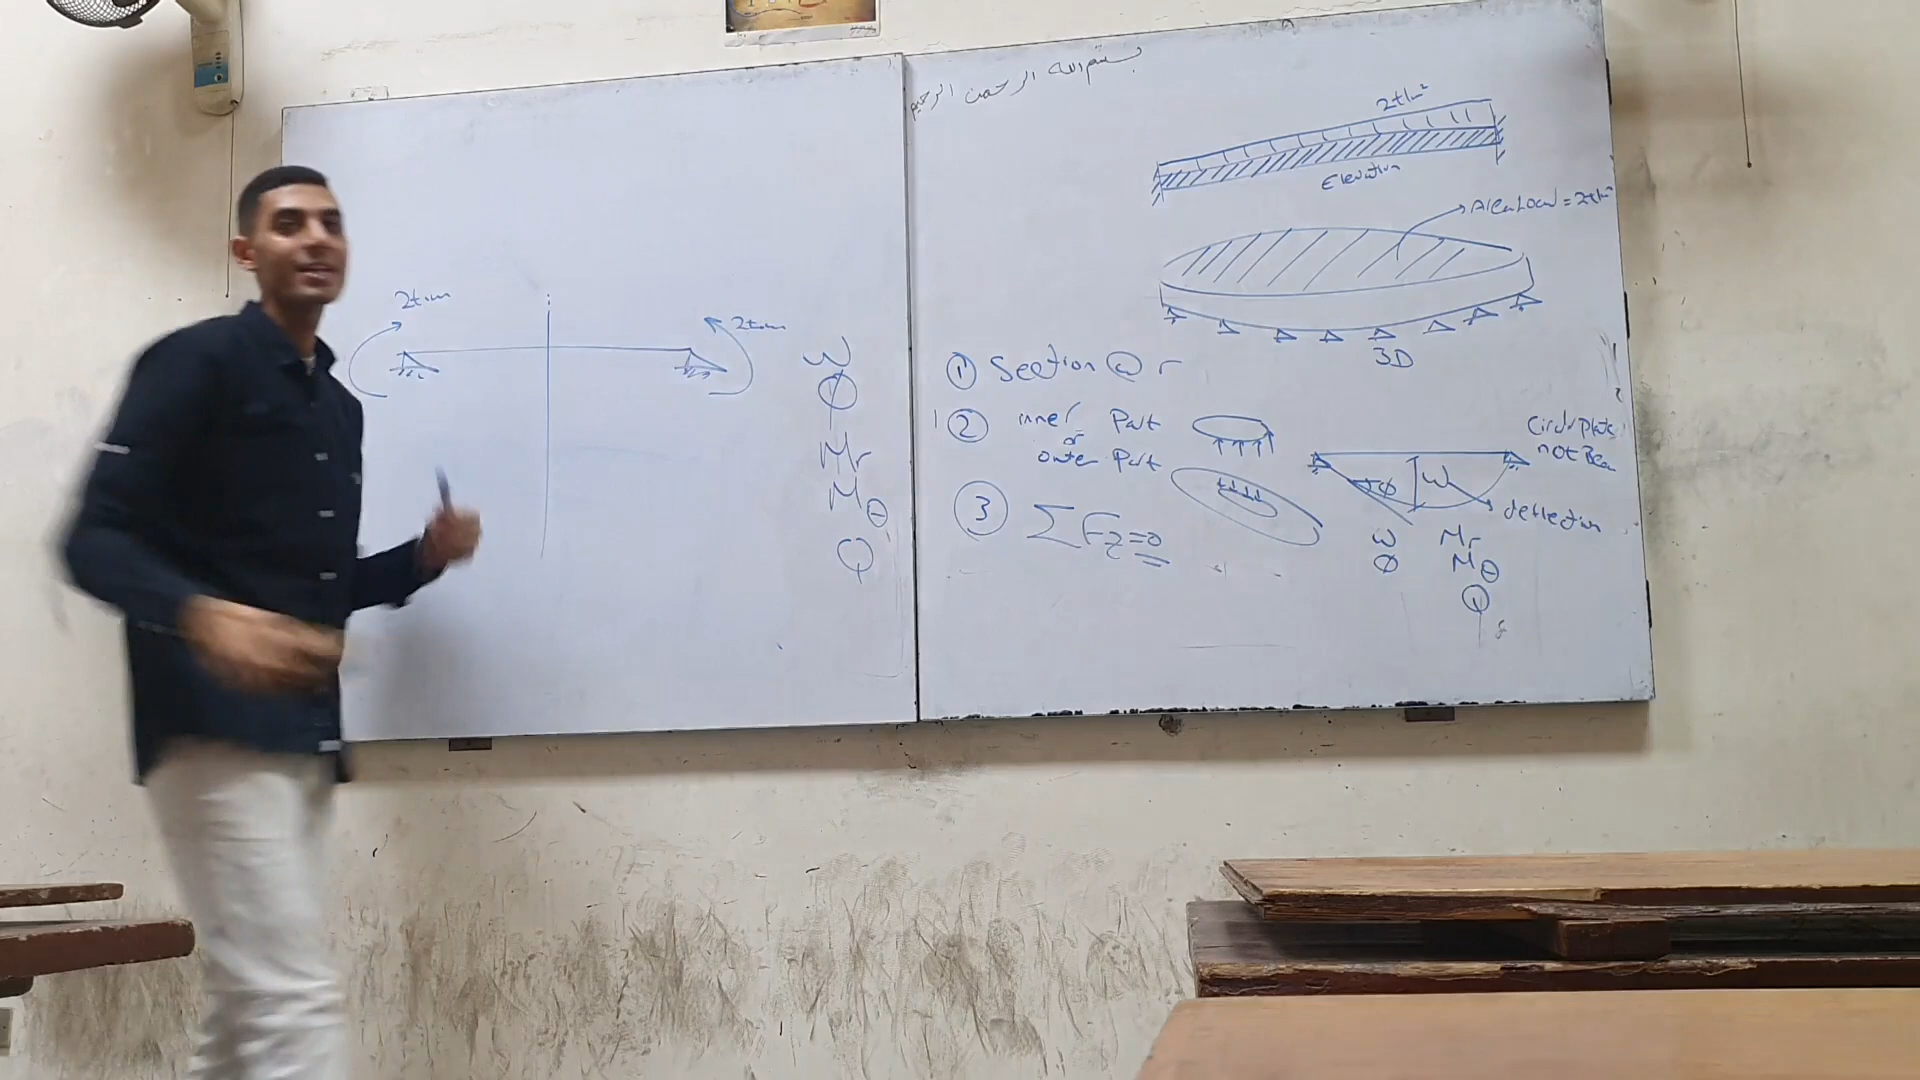 بسم الله الرحمن الرحيم
2t/m²
Elevation
Area Load = 2t/m²
3D
① Section @ r
② inner Part
or
outer Part
③ ΣFz=0
Circular Plate
not Beam
ϕ
w
deflection
w Mr
ϕ Mθ
Q
2t.m
2t.m
w
ϕ
Mr
Mθ
Q